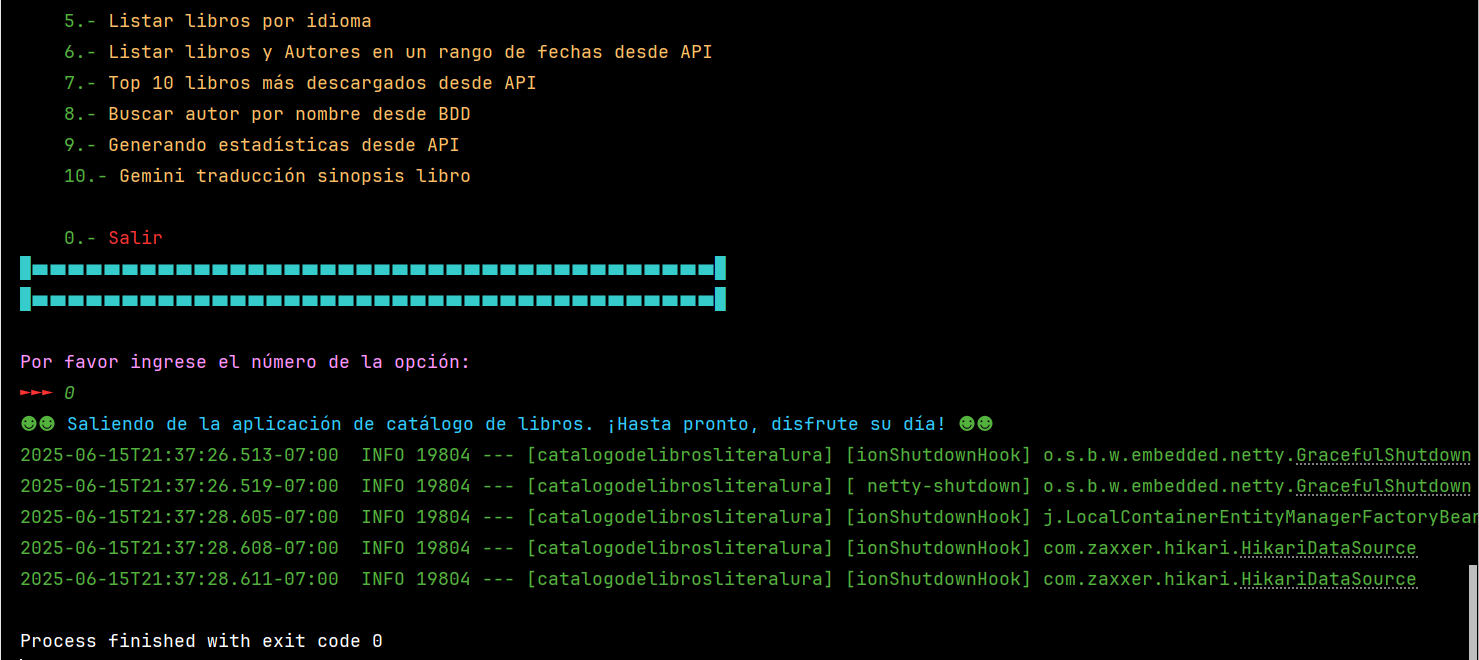 5.- Listar libros por idioma
6.- Listar libros y Autores en un rango de fechas desde API
7.- Top 10 libros más descargados desde API
8.- Buscar autor por nombre desde BDD
9.- Generando estadísticas desde API
10.- Gemini traducción sinopsis libro
0.- Salir
Por favor ingrese el número de la opción:
►►► 0
☻☻ Saliendo de la aplicación de catálogo de libros. ¡Hasta pronto, disfrute su día! ☻☻
2025-06-15T21:37:26.513-07:00  INFO 19804 --- [catalogodelibrosliteralura] [ionShutdownHook] o.s.b.w.embedded.netty.GracefulShutdown
2025-06-15T21:37:26.519-07:00  INFO 19804 --- [catalogodelibrosliteralura] [ netty-shutdown] o.s.b.w.embedded.netty.GracefulShutdown
2025-06-15T21:37:28.605-07:00  INFO 19804 --- [catalogodelibrosliteralura] [ionShutdownHook] j.LocalContainerEntityManagerFactoryBean
2025-06-15T21:37:28.608-07:00  INFO 19804 --- [catalogodelibrosliteralura] [ionShutdownHook] com.zaxxer.hikari.HikariDataSource
2025-06-15T21:37:28.611-07:00  INFO 19804 --- [catalogodelibrosliteralura] [ionShutdownHook] com.zaxxer.hikari.HikariDataSource
Process finished with exit code 0